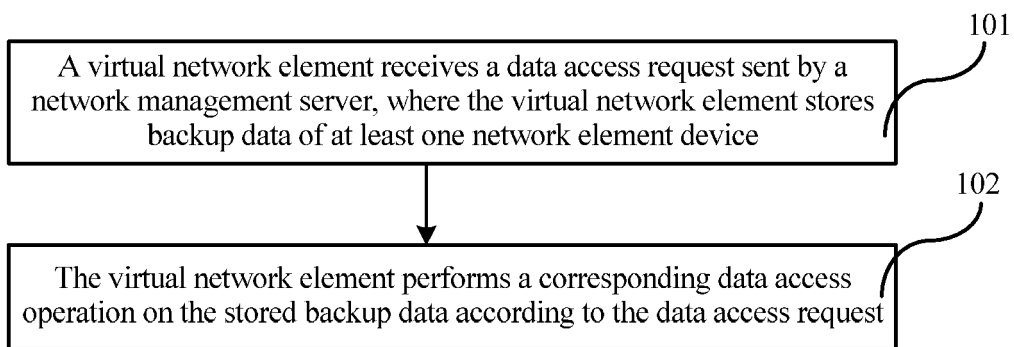 101
A virtual network element receives a data access request sent by a
network management server, where the virtual network element stores
backup data of at least one network element device
102
The virtual network element performs a corresponding data access
operation on the stored backup data according to the data access request